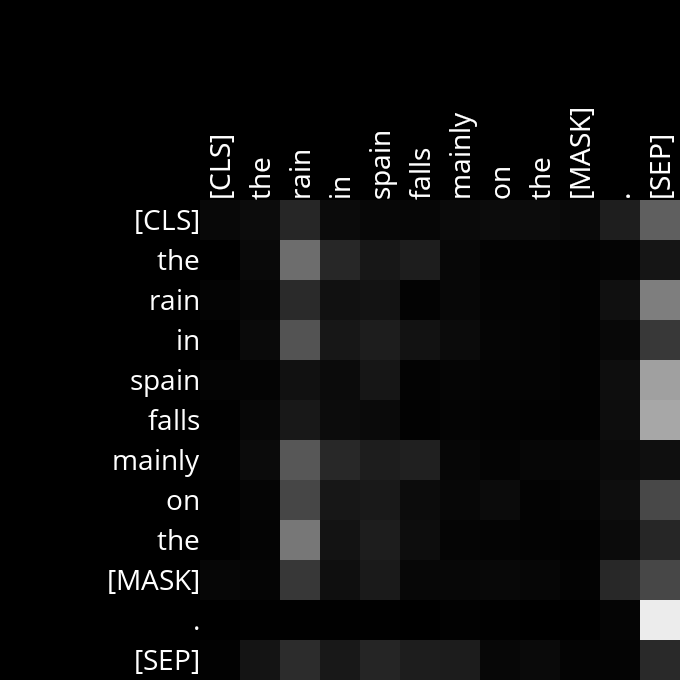 [CLS] the rain in spain falls mainly on the [MASK] . [SEP]
[CLS]
the
rain
in
spain
falls
mainly
on
the
[MASK]
.
[SEP]